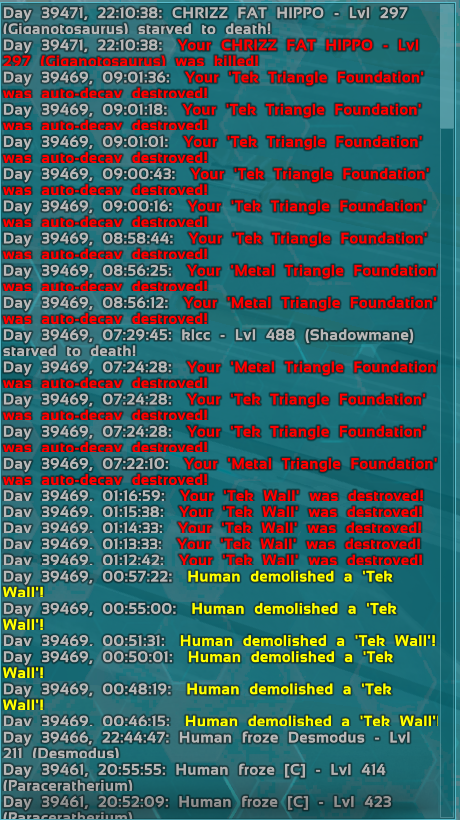 Day 39471, 22:10:38: CHRIZZ FAT HIPPO - Lvl 297
(Giganotosaurus) starved to death!
Day 39471, 22:10:38: Your CHRIZZ FAT HIPPO - Lvl
297 (Giganotosaurus) was killed!
Day 39469, 09:01:36: Your 'Tek Triangle Foundation'
was auto-decay destroyed!
Day 39469, 09:01:18: Your 'Tek Triangle Foundation'
was auto-decay destroyed!
Day 39469, 09:01:01: Your 'Tek Triangle Foundation'
was auto-decay destroyed!
Day 39469, 09:00:43: Your 'Tek Triangle Foundation'
was auto-decay destroyed!
Day 39469, 09:00:16: Your 'Tek Triangle Foundation'
was auto-decay destroyed!
Day 39469, 08:58:44: Your 'Tek Triangle Foundation'
was auto-decay destroyed!
Day 39469, 08:56:25: Your 'Metal Triangle Foundation'
was auto-decay destroyed!
Day 39469, 08:56:12: Your 'Metal Triangle Foundation'
was auto-decay destroyed!
Day 39469, 07:29:45: klcc - Lvl 488 (Shadowmane)
starved to death!
Day 39469, 07:24:28: Your 'Metal Triangle Foundation'
was auto-decay destroyed!
Day 39469, 07:24:28: Your 'Tek Triangle Foundation'
was auto-decay destroyed!
Day 39469, 07:24:28: Your 'Tek Triangle Foundation'
was auto-decay destroyed!
Day 39469, 07:22:10: Your 'Metal Triangle Foundation'
was auto-decay destroyed!
Day 39469, 01:16:59: Your 'Tek Wall' was destroyed!
Day 39469, 01:15:38: Your 'Tek Wall' was destroyed!
Day 39469, 01:14:33: Your 'Tek Wall' was destroyed!
Day 39469, 01:13:33: Your 'Tek Wall' was destroyed!
Day 39469, 01:12:42: Your 'Tek Wall' was destroyed!
Day 39469, 00:57:22: Human demolished a 'Tek
Wall'!
Day 39469, 00:55:00: Human demolished a 'Tek
Wall'!
Day 39469, 00:51:31: Human demolished a 'Tek Wall'!
Day 39469, 00:50:01: Human demolished a 'Tek
Wall'!
Day 39469, 00:48:19: Human demolished a 'Tek
Wall'!
Day 39469, 00:46:15: Human demolished a 'Tek Wall'!
Day 39466, 22:44:47: Human froze Desmodus - Lvl
211 (Desmodus)
Day 39461, 20:55:55: Human froze [C] - Lvl 414
(Paraceratherium)
Day 39461, 20:52:09: Human froze [C] - Lvl 423
(Paraceratherium)